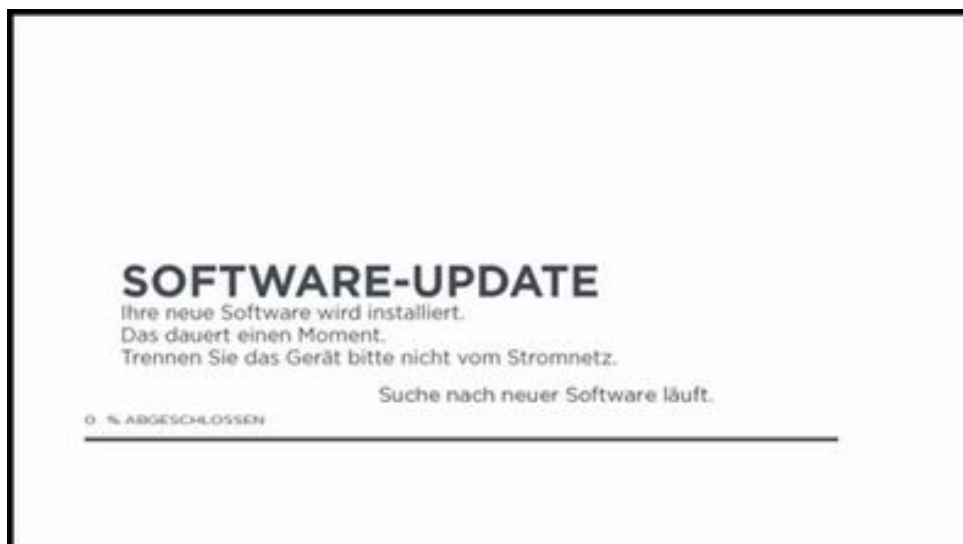 SOFTWARE-UPDATE
Ihre neue Software wird installiert.
Das dauert einen Moment.
Trennen Sie das Gerät bitte nicht vom Stromnetz.
Suche nach neuer Software läuft.
0 % ABGESCHLOSSEN